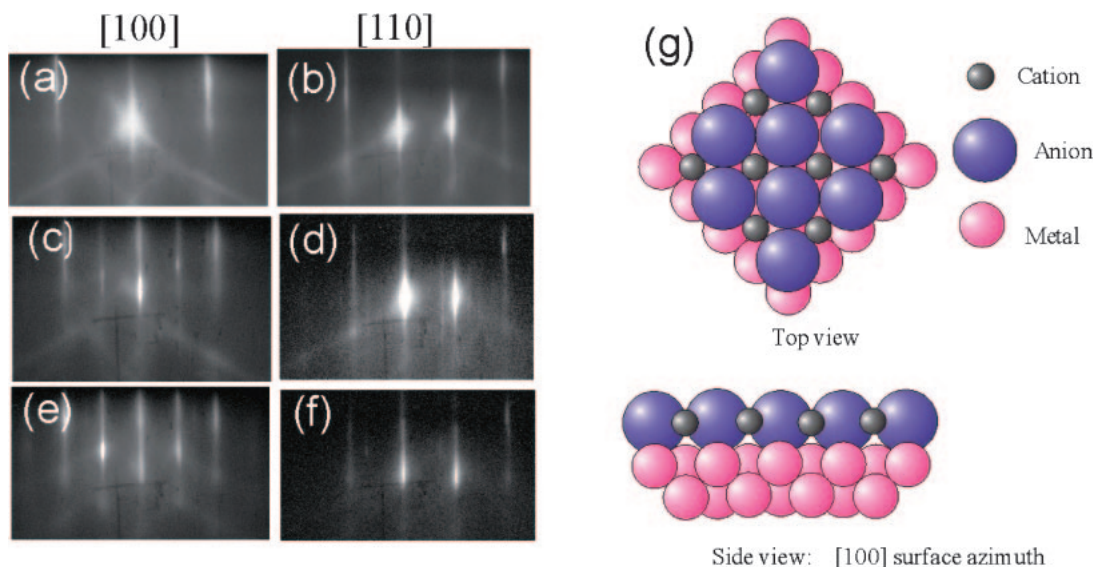 [100] [110]
(a) (b)
(c) (d)
(e) (f)
(g)
Cation
Anion
Metal
Top view
Side view: [100] surface azimuth